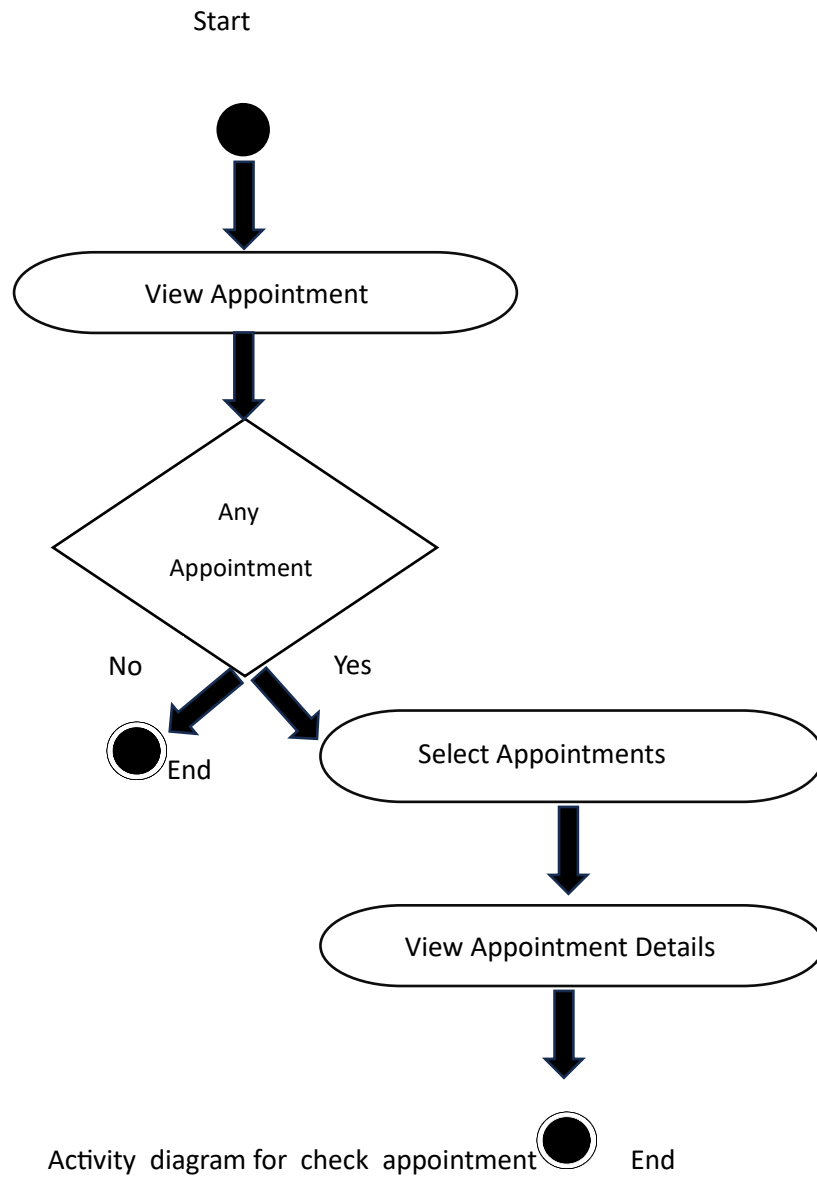 Start
View Appointment
Any
Appointment
No
Yes
Select Appointments
End
View Appointment Details
Activity diagram for check appointment
End